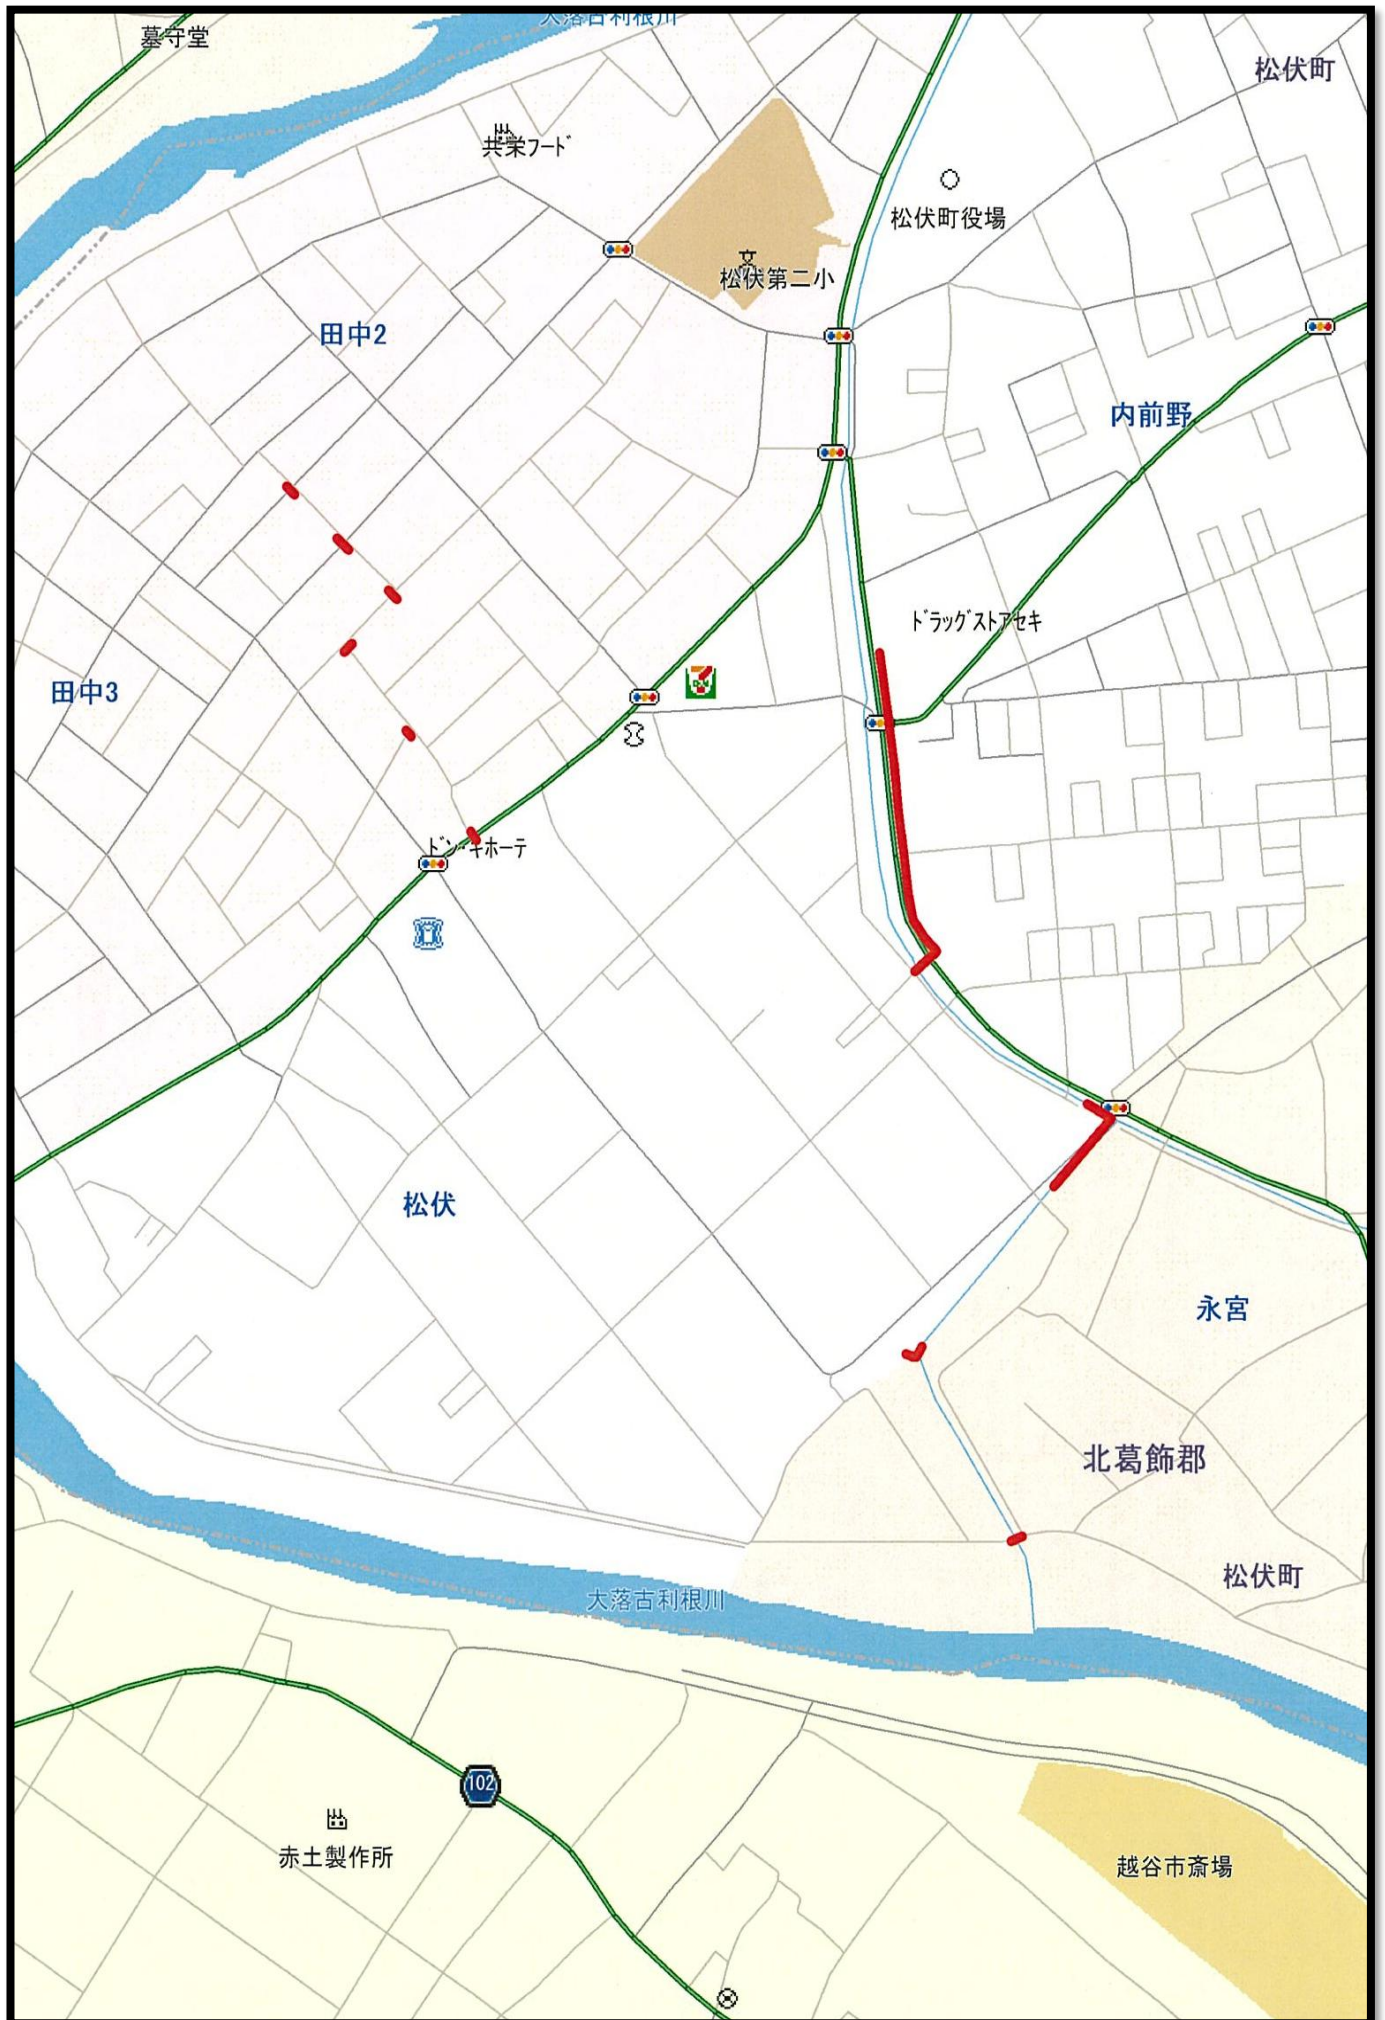 大落古利根川
墓守堂
松伏町
共栄フード
松伏町役場
松伏第二小
田中2
内前野
ドラッグストアセキ
田中3
ドン・キホーテ
松伏
永宮
北葛飾郡
松伏町
大落古利根川
102
赤土製作所
越谷市斎場